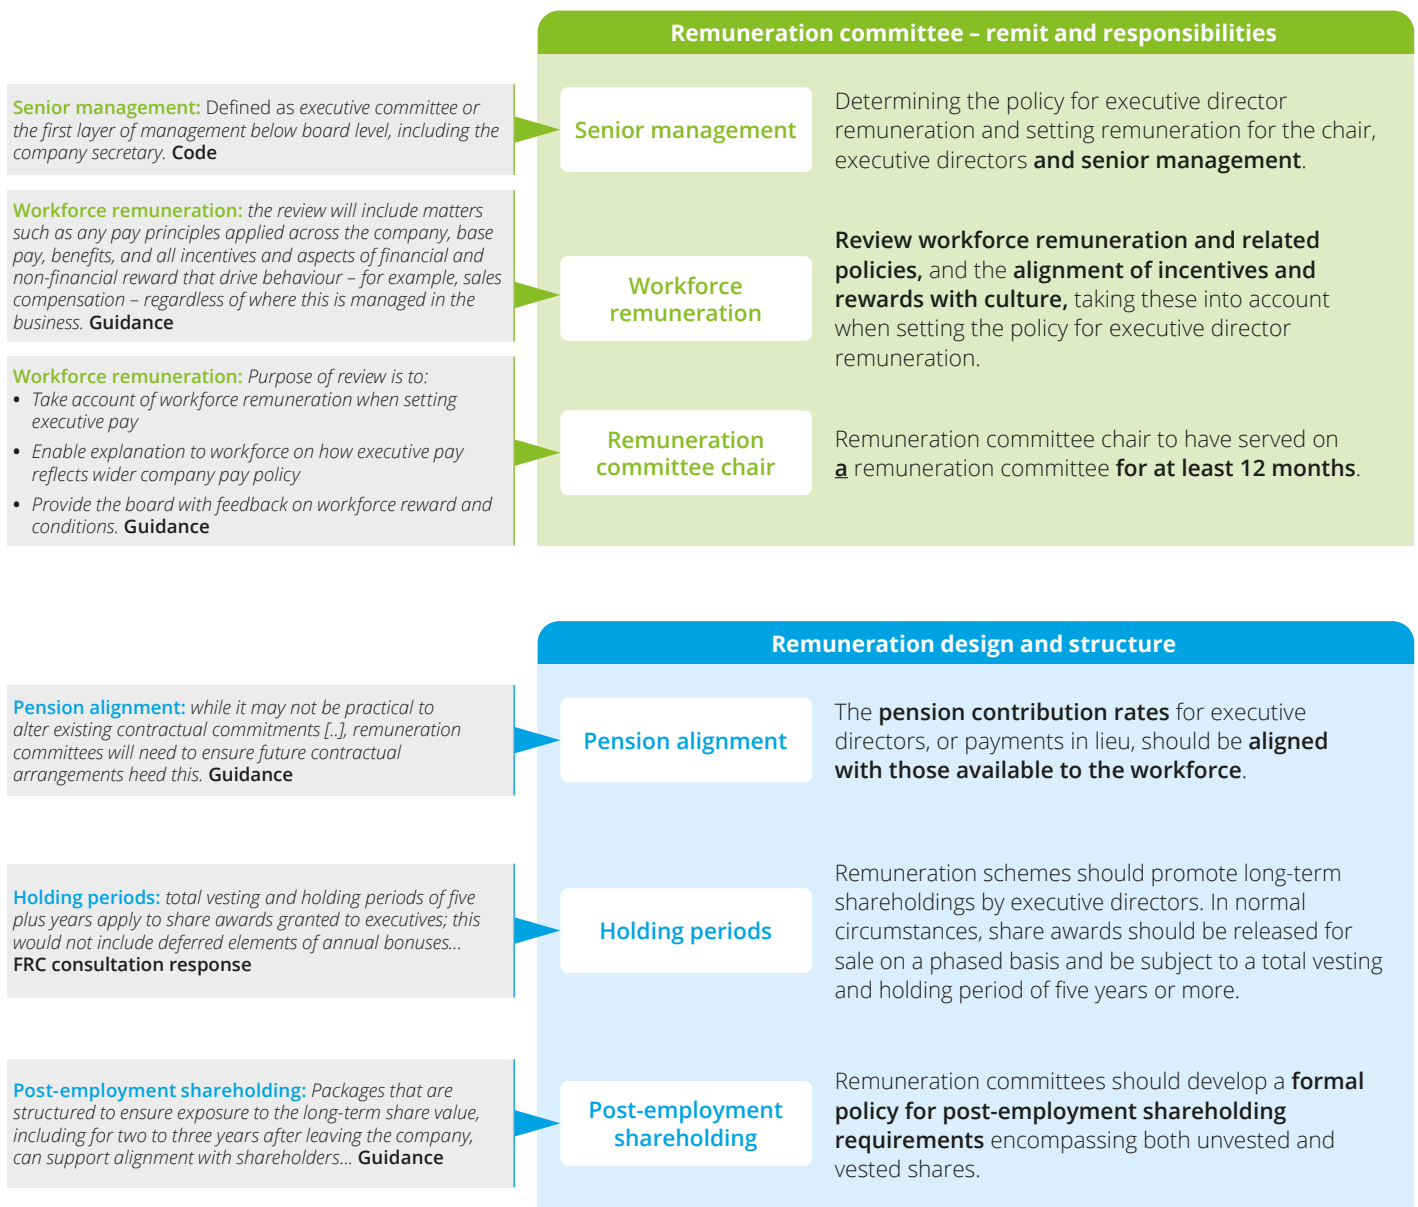 Remuneration committee – remit and responsibilities
Senior management: Defined as executive committee or
the first layer of management below board level, including the
company secretary. Code
Senior management
Determining the policy for executive director
remuneration and setting remuneration for the chair,
executive directors and senior management.
Workforce remuneration: the review will include matters
such as any pay principles applied across the company, base
pay, benefits, and all incentives and aspects of financial and
non-financial reward that drive behaviour – for example, sales
compensation – regardless of where this is managed in the
business. Guidance
Workforce
remuneration
Review workforce remuneration and related
policies, and the alignment of incentives and
rewards with culture, taking these into account
when setting the policy for executive director
remuneration.
Workforce remuneration: Purpose of review is to:
• Take account of workforce remuneration when setting
executive pay
• Enable explanation to workforce on how executive pay
reflects wider company pay policy
• Provide the board with feedback on workforce reward and
conditions. Guidance
Remuneration
committee chair
Remuneration committee chair to have served on
a remuneration committee for at least 12 months.
Remuneration design and structure
Pension alignment: while it may not be practical to
alter existing contractual commitments [..], remuneration
committees will need to ensure future contractual
arrangements heed this. Guidance
Pension alignment
The pension contribution rates for executive
directors, or payments in lieu, should be aligned
with those available to the workforce.
Holding periods: total vesting and holding periods of five
plus years apply to share awards granted to executives; this
would not include deferred elements of annual bonuses...
FRC consultation response
Holding periods
Remuneration schemes should promote long-term
shareholdings by executive directors. In normal
circumstances, share awards should be released for
sale on a phased basis and be subject to a total vesting
and holding period of five years or more.
Post-employment shareholding: Packages that are
structured to ensure exposure to the long-term share value,
including for two to three years after leaving the company,
can support alignment with shareholders... Guidance
Post-employment
shareholding
Remuneration committees should develop a formal
policy for post-employment shareholding
requirements encompassing both unvested and
vested shares.